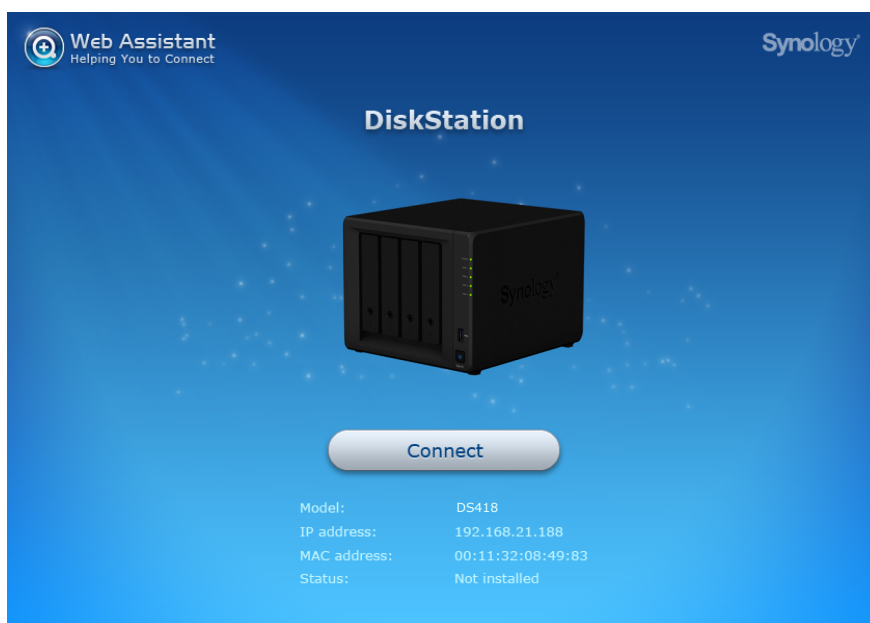 Web Assistant
Helping You to Connect
Synology
DiskStation
Synology
Connect
Model: DS418
IP address: 192.168.21.188
MAC address: 00:11:32:08:49:83
Status: Not installed